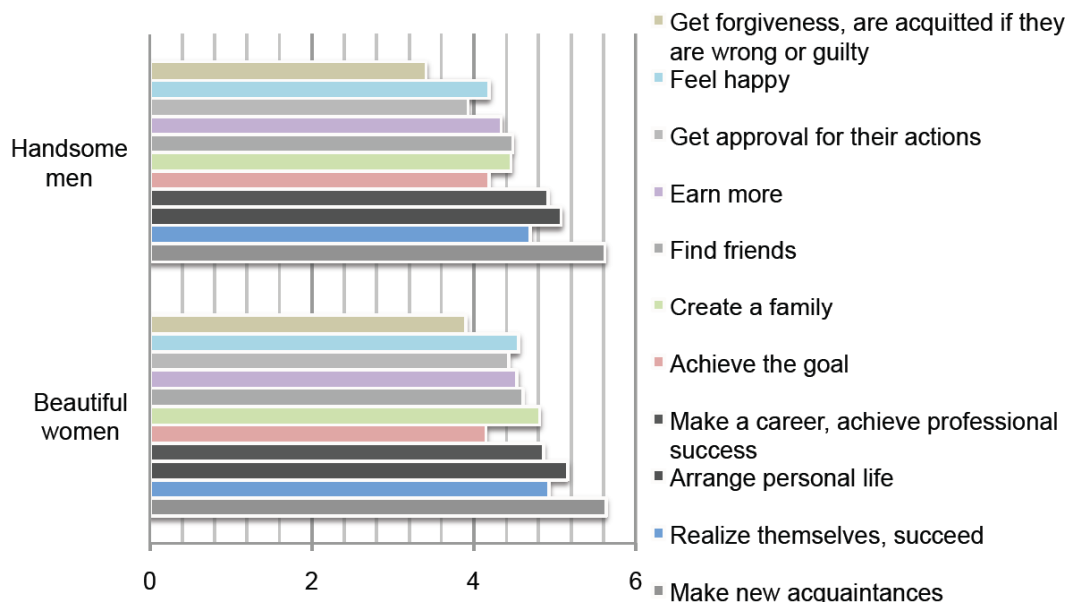 Get forgiveness, are acquitted if they
are wrong or guilty
Feel happy
Get approval for their actions
Earn more
Find friends
Create a family
Achieve the goal
Make a career, achieve professional
success
Arrange personal life
Realize themselves, succeed
Make new acquaintances
Handsome
men
Beautiful
women
0 2 4 6